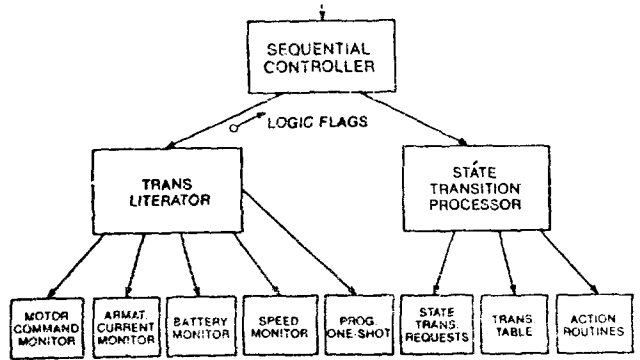 SEQUENTIAL
CONTROLLER
LOGIC FLAGS
TRANS
LITERATOR
STATE
TRANSITION
PROCESSOR
MOTOR
COMMAND
MONITOR
ARMAT.
CURRENT
MONITOR
BATTERY
MONITOR
SPEED
MONITOR
PROG.
ONE-SHOT
STATE
TRANS.
REQUESTS
TRANS.
TABLE
ACTION
ROUTINES